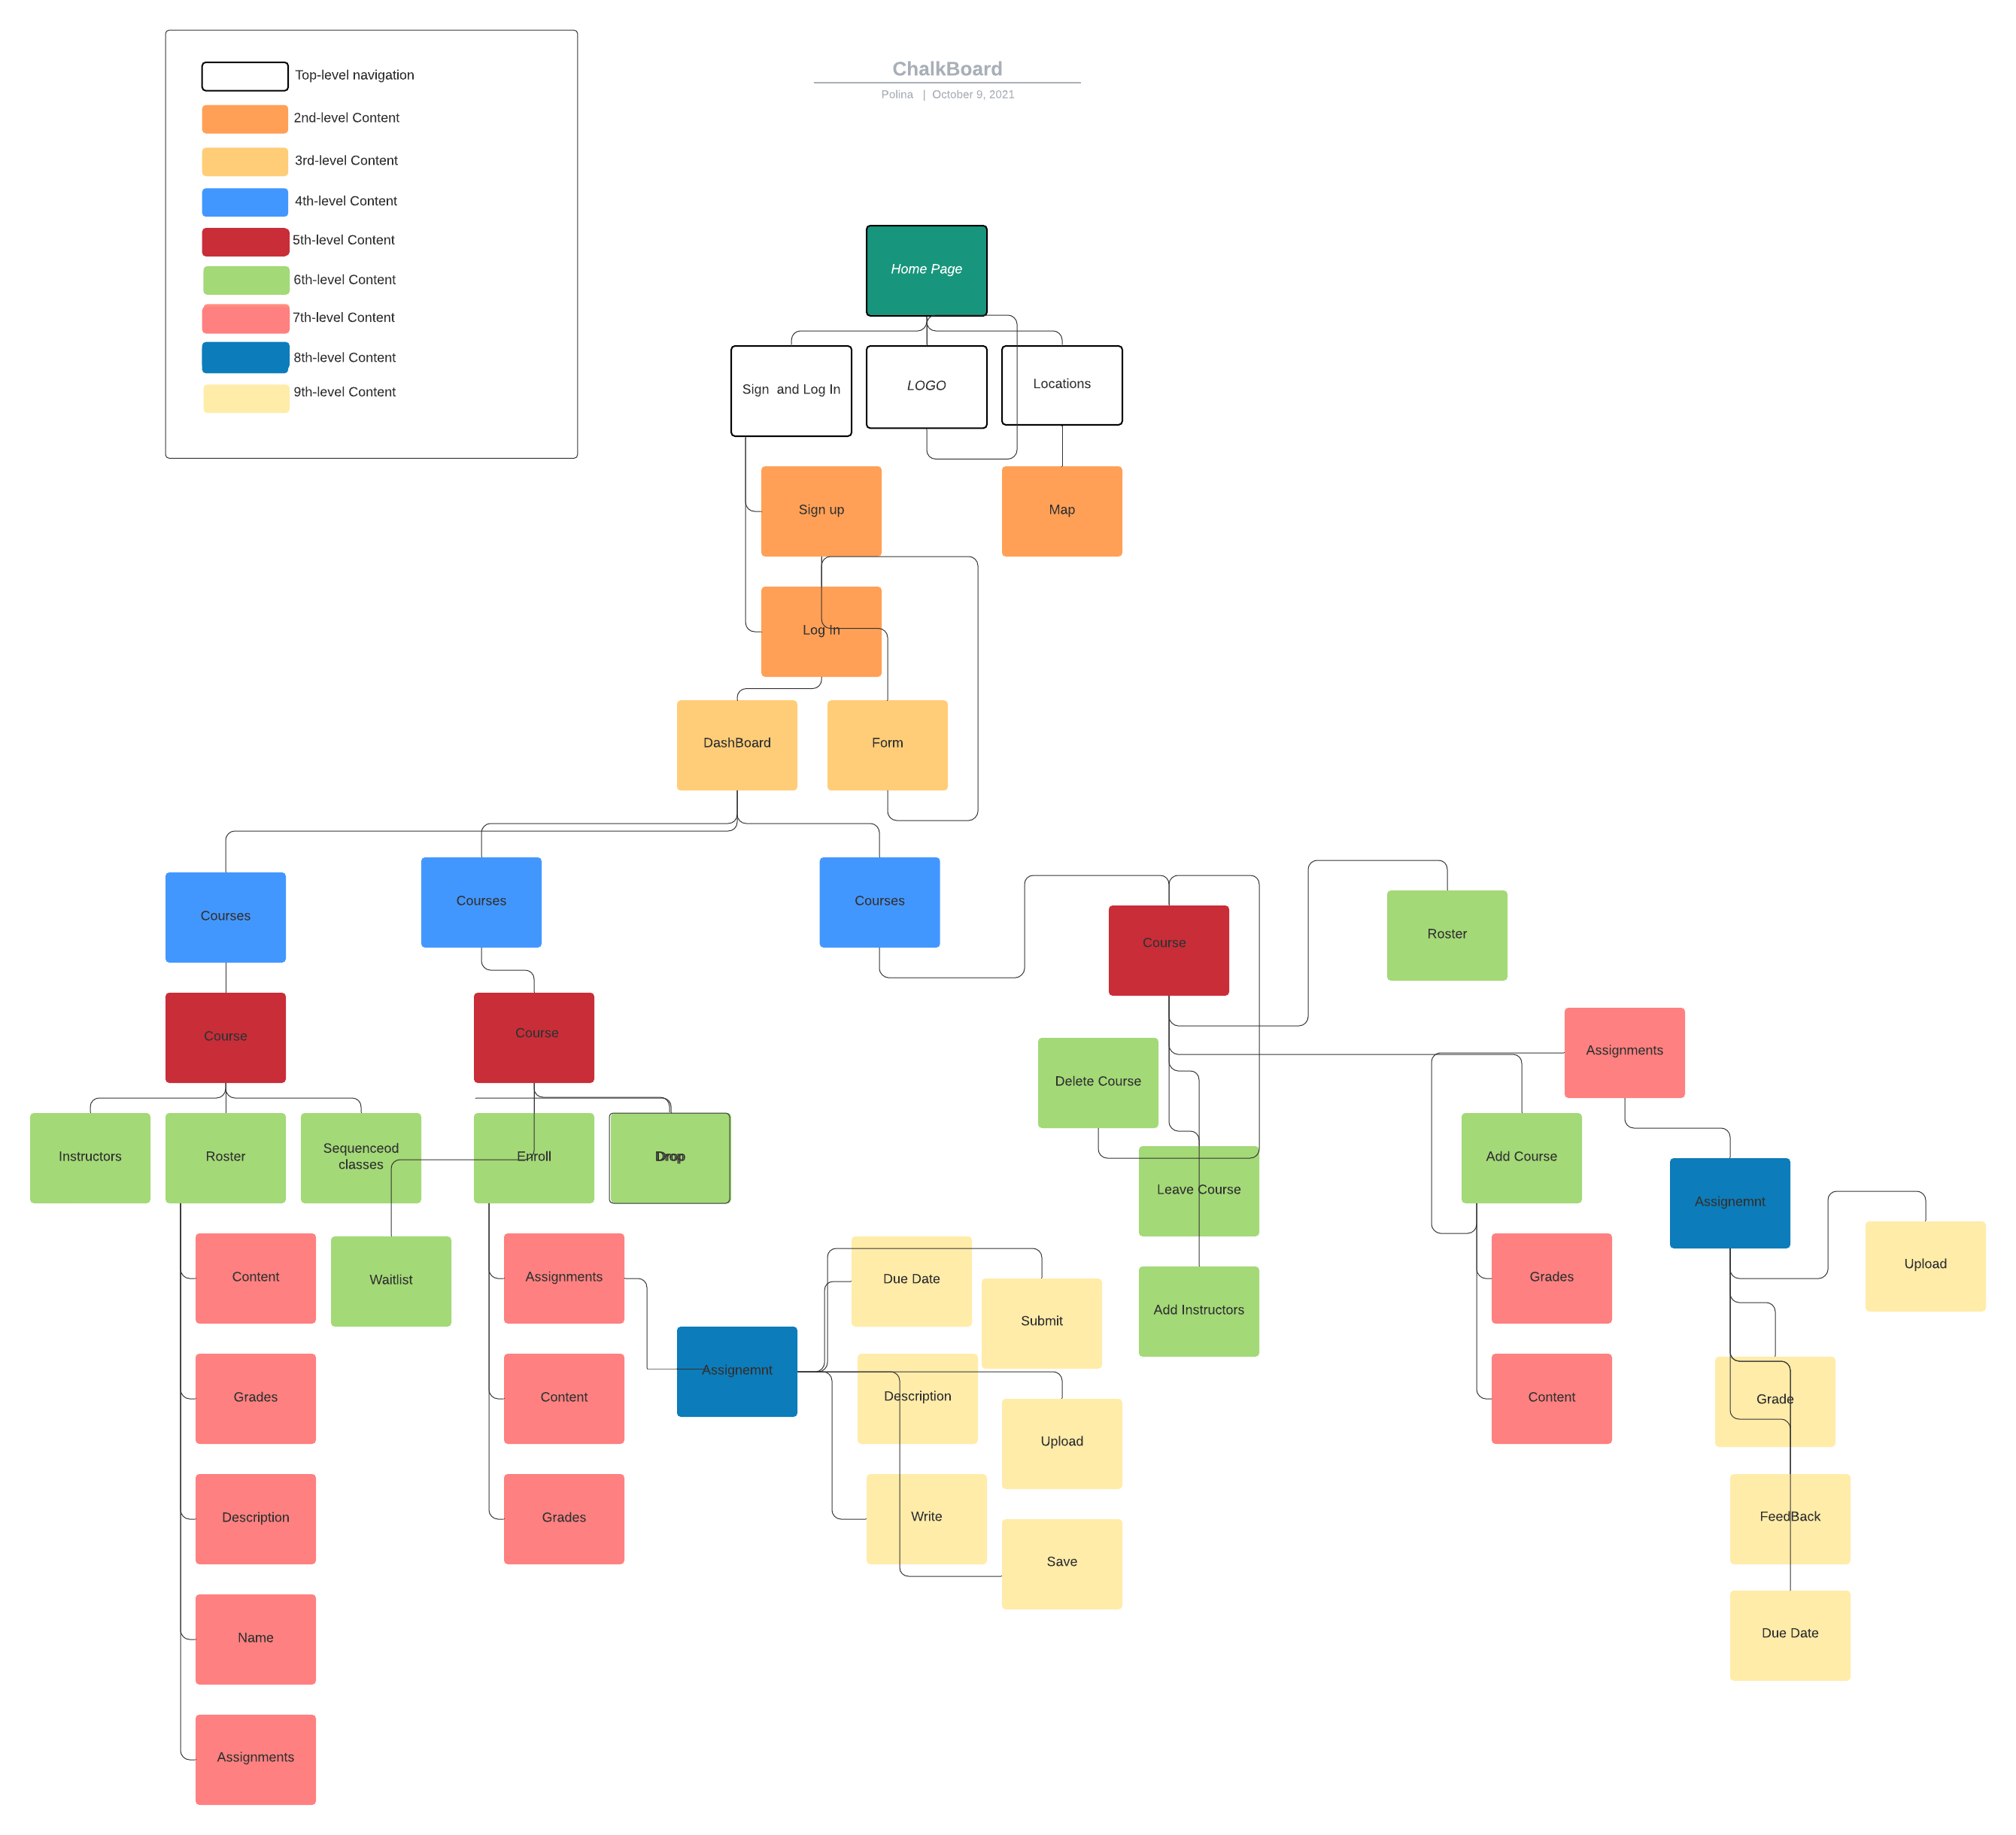 ChalkBoard
Polina | October 9, 2021
Top-level navigation
2nd-level Content
3rd-level Content
4th-level Content
5th-level Content
6th-level Content
7th-level Content
8th-level Content
9th-level Content
Home Page
Sign and Log In
LOGO
Locations
Sign up
Map
Log In
DashBoard
Form
Courses
Courses
Courses
Course
Roster
Course
Course
Assignments
Delete Course
Instructors
Roster
Sequenceod
classes
Enroll
Drop
Leave Course
Add Course
Assignemnt
Upload
Content
Waitlist
Assignments
Due Date
Submit
Add Instructors
Grades
Grades
Content
Assignemnt
Description
Upload
Content
Grade
Description
Grades
Write
Save
FeedBack
Name
Due Date
Assignments